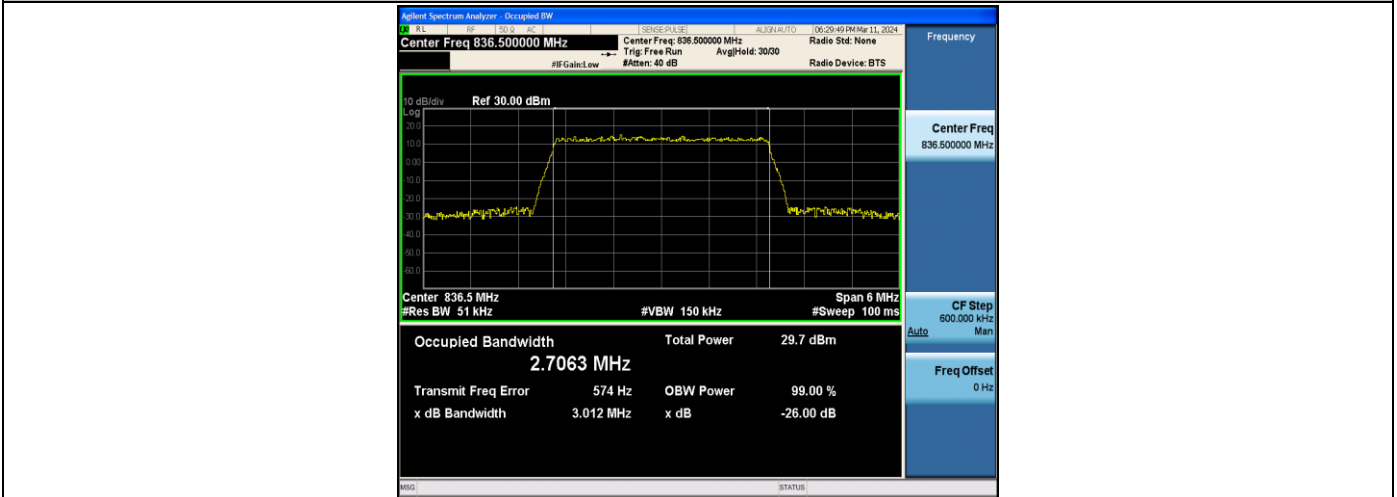 Agilent Spectrum Analyzer - Occupied BW
RL RF 50 Ω AC SENSE:PULSE ALIGN AUTO 06:29:49 PM Mar 11, 2024
Center Freq 836.500000 MHz
Center Freq: 836.500000 MHz
Radio Std: None
Trig: Free Run Avg|Hold: 30/30
#IFGain:Low #Atten: 40 dB Radio Device: BTS
10 dB/div Ref 30.00 dBm
Log
20.0
10.0
0.00
-10.0
-20.0
-30.0
-40.0
-50.0
-60.0
Center 836.5 MHz Span 6 MHz
#Res BW 51 kHz #VBW 150 kHz #Sweep 100 ms
Occupied Bandwidth Total Power 29.7 dBm
2.7063 MHz
Transmit Freq Error 574 Hz OBW Power 99.00 %
x dB Bandwidth 3.012 MHz x dB -26.00 dB
MSG STATUS
Frequency
Center Freq
836.500000 MHz
CF Step
600.000 kHz
Auto Man
Freq Offset
0 Hz